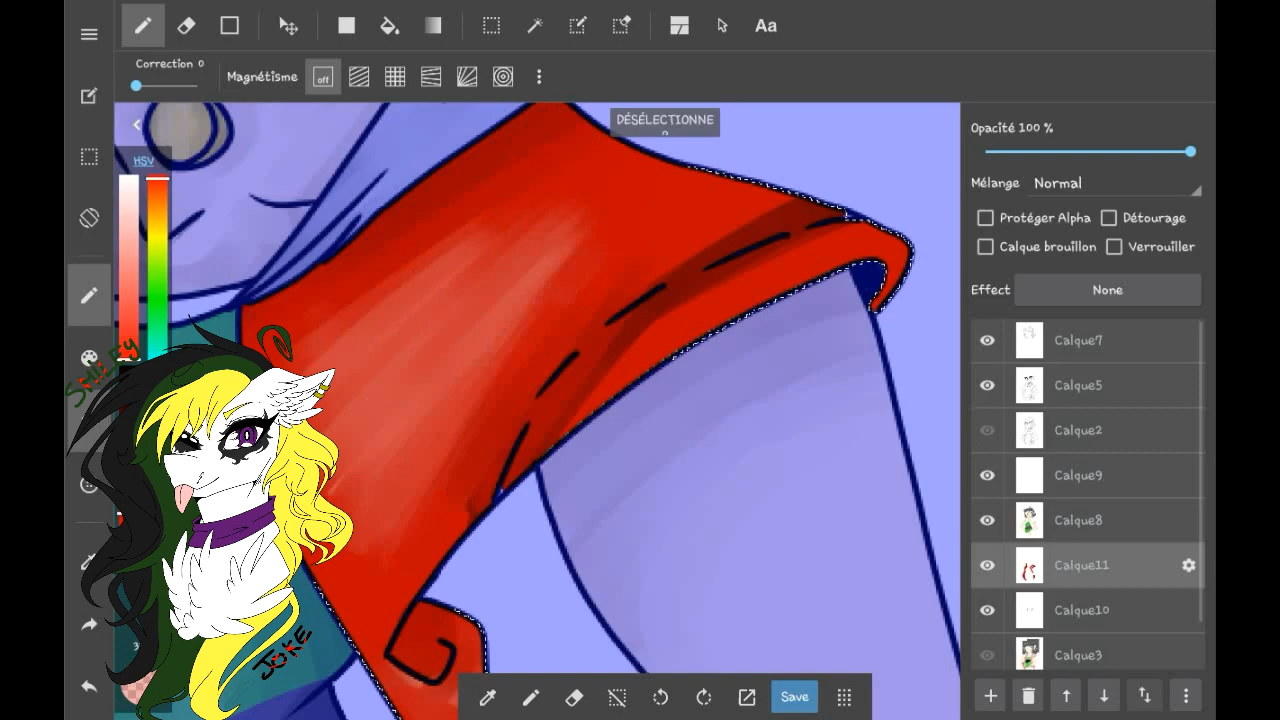 Aa
Correction 0
Magnétisme
off
DÉSÉLECTIONNE
HSV
Opacité 100 %
Mélange Normal
Protéger Alpha Détourage
Calque brouillon Verrouiller
Effect None
Calque7
Calque5
Calque2
Calque9
Calque8
Calque11
Calque10
Calque3
SMILEY
JOKE
Save